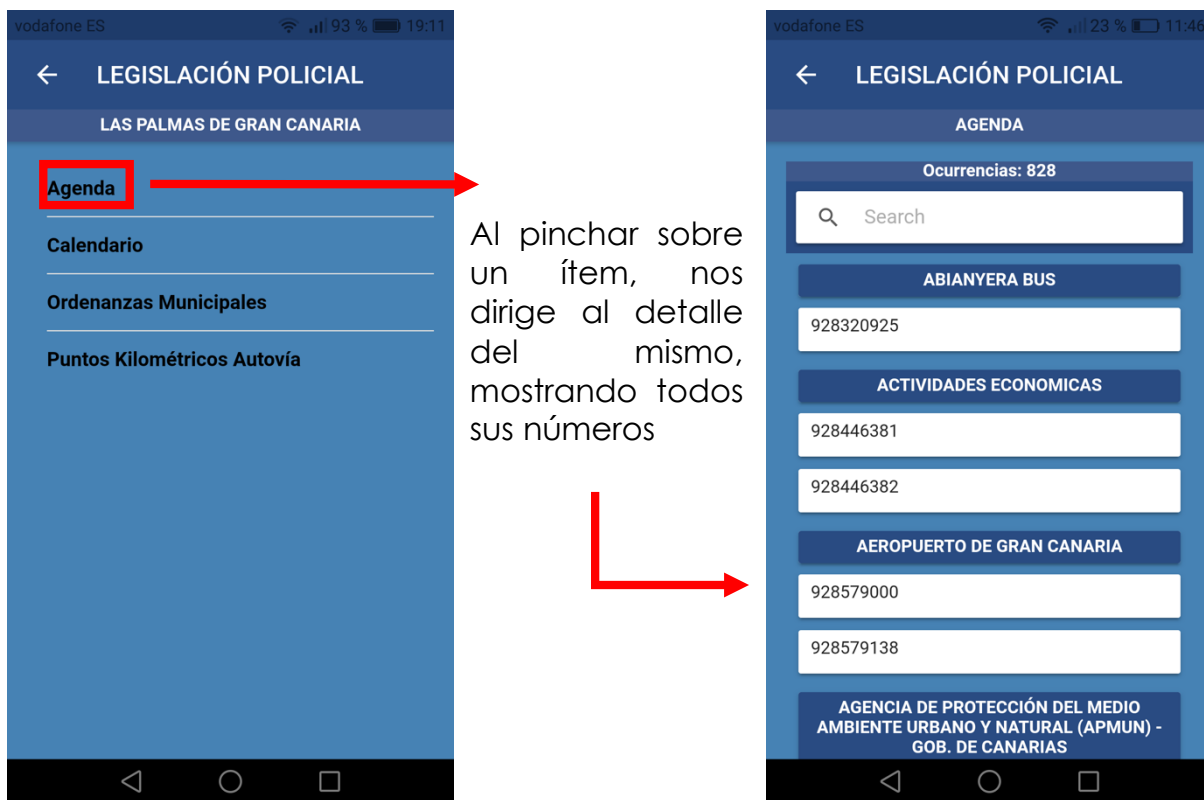 vodafone ES 93 % 19:11
LEGISLACIÓN POLICIAL
LAS PALMAS DE GRAN CANARIA
Agenda
Calendario
Ordenanzas Municipales
Puntos Kilométricos Autovía
Al pinchar sobre
un ítem, nos
dirige al detalle
del mismo,
mostrando todos
sus números
vodafone ES 23 % 11:46
LEGISLACIÓN POLICIAL
AGENDA
Ocurrencias: 828
Search
ABIANYERA BUS
928320925
ACTIVIDADES ECONOMICAS
928446381
928446382
AEROPUERTO DE GRAN CANARIA
928579000
928579138
AGENCIA DE PROTECCIÓN DEL MEDIO
AMBIENTE URBANO Y NATURAL (APMUN) -
GOB. DE CANARIAS